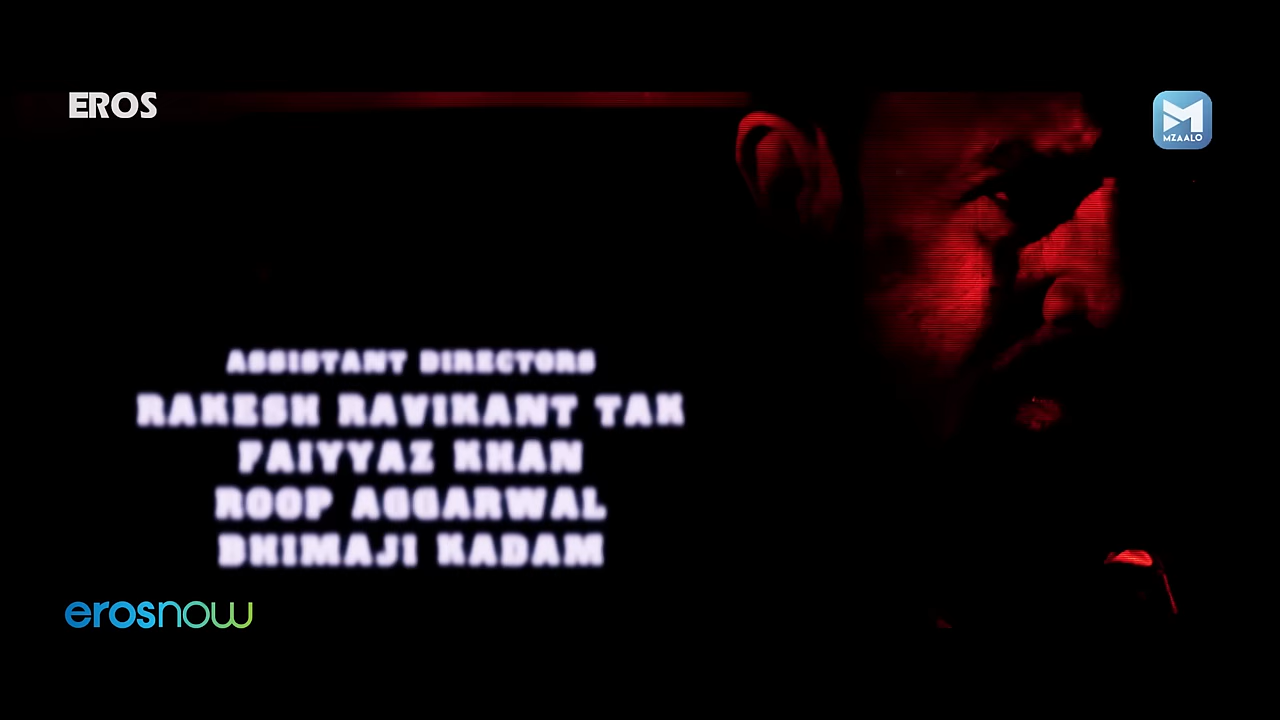 EROS
MZAALO
ASSISTANT DIRECTORS
RAKESH RAVIKANT TAK
FAIYYAZ KHAN
ROOP AGGARWAL
BHIMAJI KADAM
erosnow